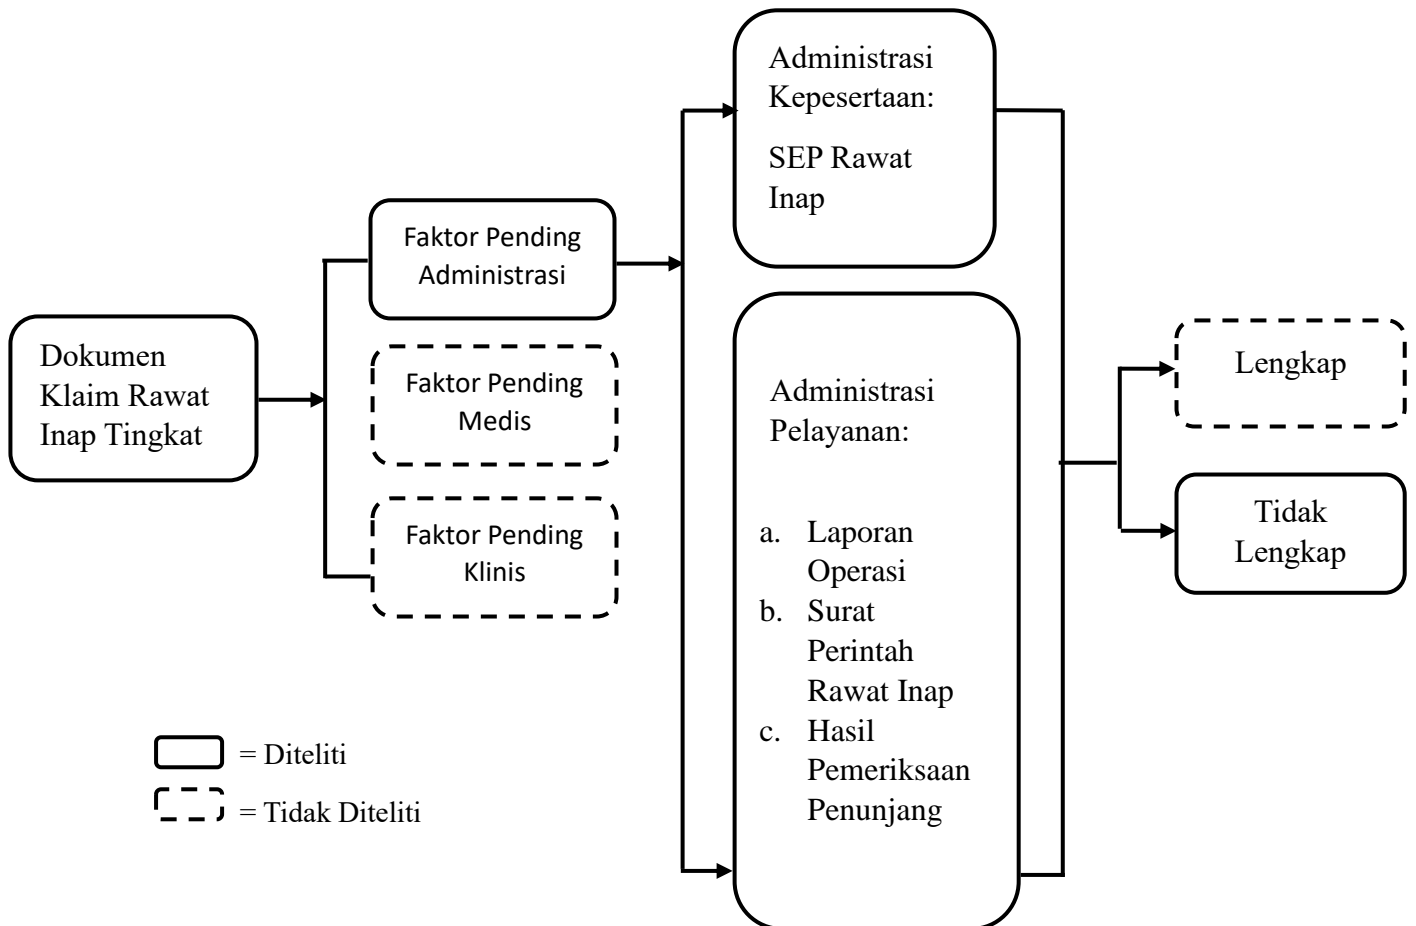 Dokumen
Klaim Rawat
Inap Tingkat
Faktor Pending
Administrasi
Faktor Pending
Medis
Faktor Pending
Klinis
Administrasi
Kepesertaan:
SEP Rawat
Inap
Administrasi
Pelayanan:
a. Laporan
Operasi
b. Surat
Perintah
Rawat Inap
c. Hasil
Pemeriksaan
Penunjang
Lengkap
Tidak
Lengkap
= Diteliti
= Tidak Diteliti